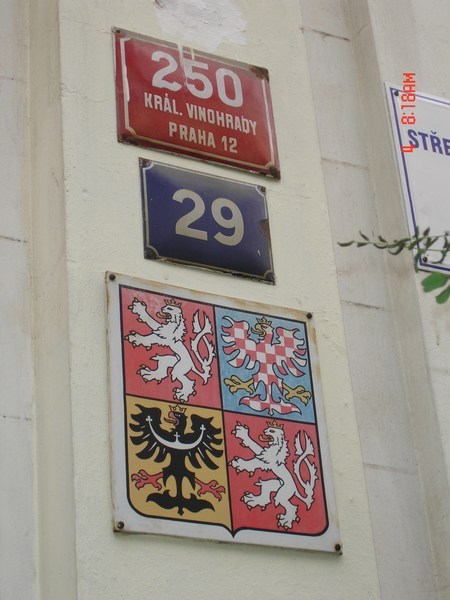 250
KRÁL. VINOHRADY
PRAHA 12
29
STŘE
8:18AM